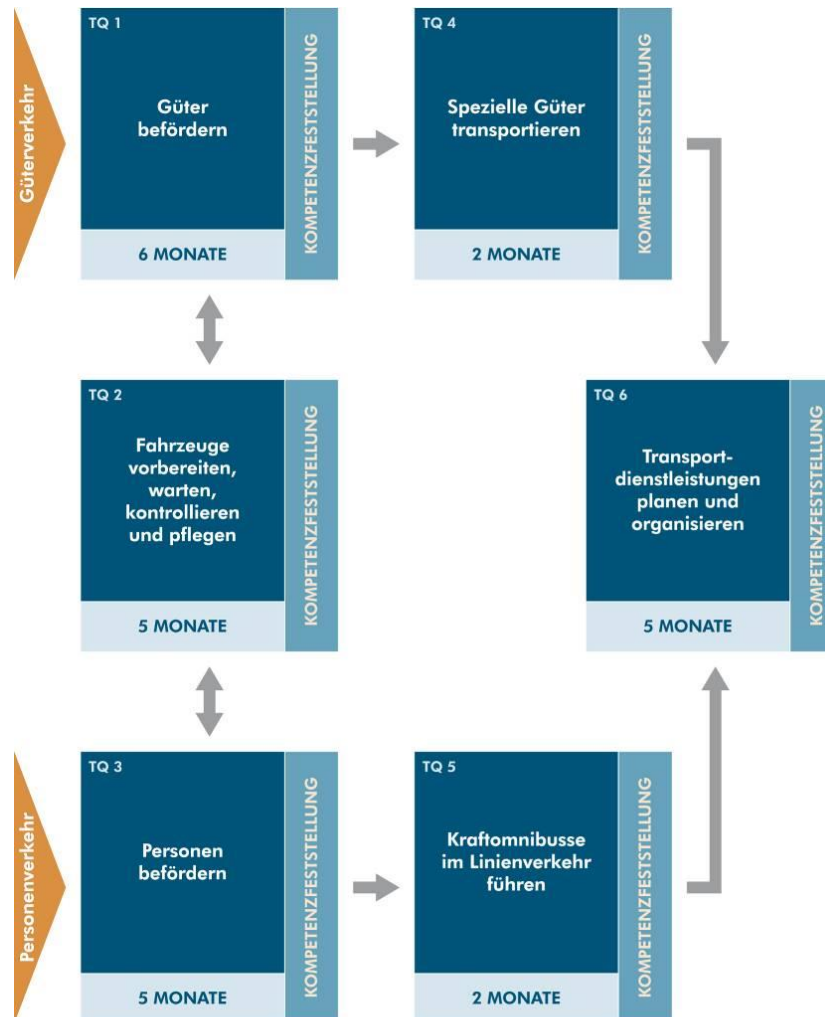 Güterverkehr
TQ 1
Güter
befördern
6 MONATE
KOMPETENZFESTSTELLUNG
TQ 4
Spezielle Güter
transportieren
2 MONATE
KOMPETENZFESTSTELLUNG
TQ 2
Fahrzeuge
vorbereiten,
warten,
kontrollieren
und pflegen
5 MONATE
KOMPETENZFESTSTELLUNG
TQ 6
Transport-
dienstleistungen
planen und
organisieren
5 MONATE
KOMPETENZFESTSTELLUNG
Personenverkehr
TQ 3
Personen
befördern
5 MONATE
KOMPETENZFESTSTELLUNG
TQ 5
Kraftomnibusse
im Linienverkehr
führen
2 MONATE
KOMPETENZFESTSTELLUNG